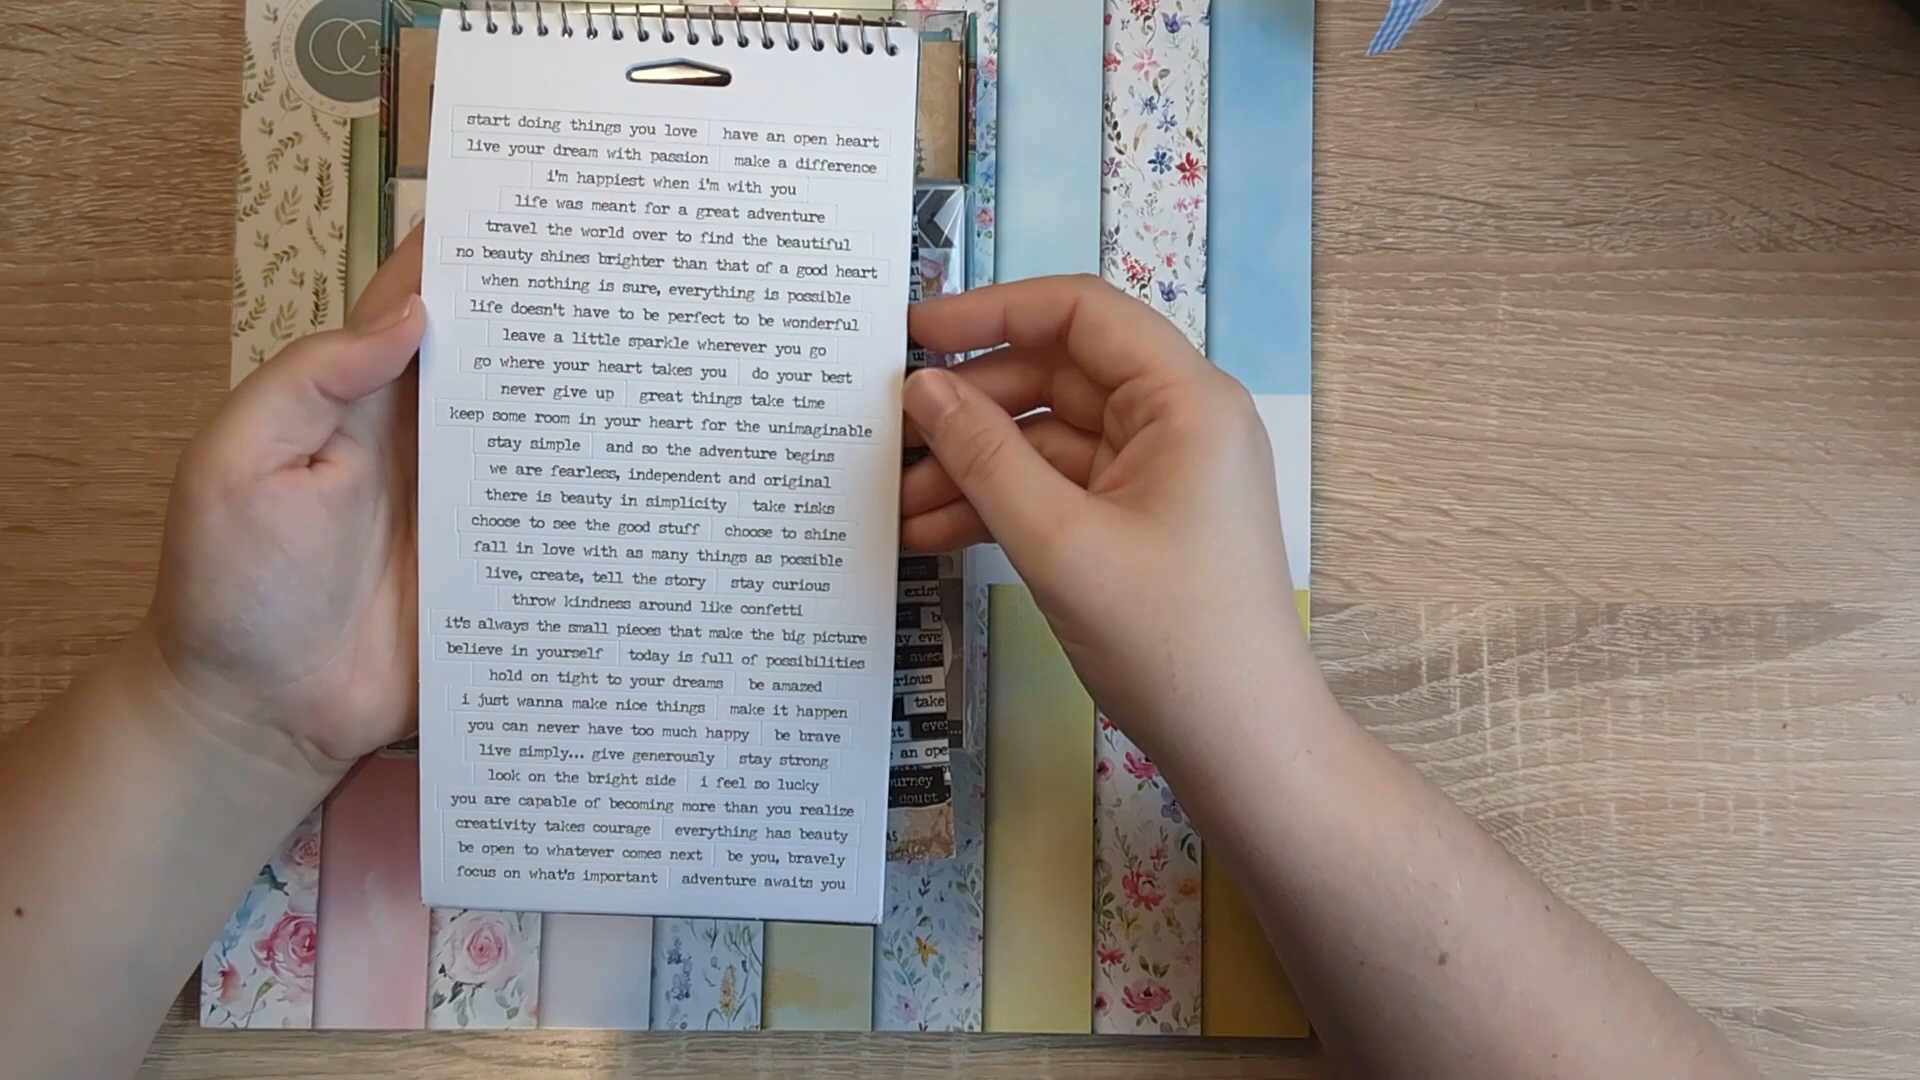 start doing things you love have an open heart
live your dream with passion make a difference
i'm happiest when i'm with you
life was meant for a great adventure
travel the world over to find the beautiful
no beauty shines brighter than that of a good heart
when nothing is sure, everything is possible
life doesn't have to be perfect to be wonderful
leave a little sparkle wherever you go
go where your heart takes you do your best
never give up great things take time
keep some room in your heart for the unimaginable
stay simple and so the adventure begins
we are fearless, independent and original
there is beauty in simplicity take risks
choose to see the good stuff choose to shine
fall in love with as many things as possible
live, create, tell the story stay curious
throw kindness around like confetti
it's always the small pieces that make the big picture
believe in yourself today is full of possibilities
hold on tight to your dreams be amazed
i just wanna make nice things make it happen
you can never have too much happy be brave
live simply... give generously stay strong
look on the bright side i feel so lucky
you are capable of becoming more than you realize
creativity takes courage everything has beauty
be open to whatever comes next be you, bravely
focus on what's important adventure awaits you
CC
exist
take
doubt